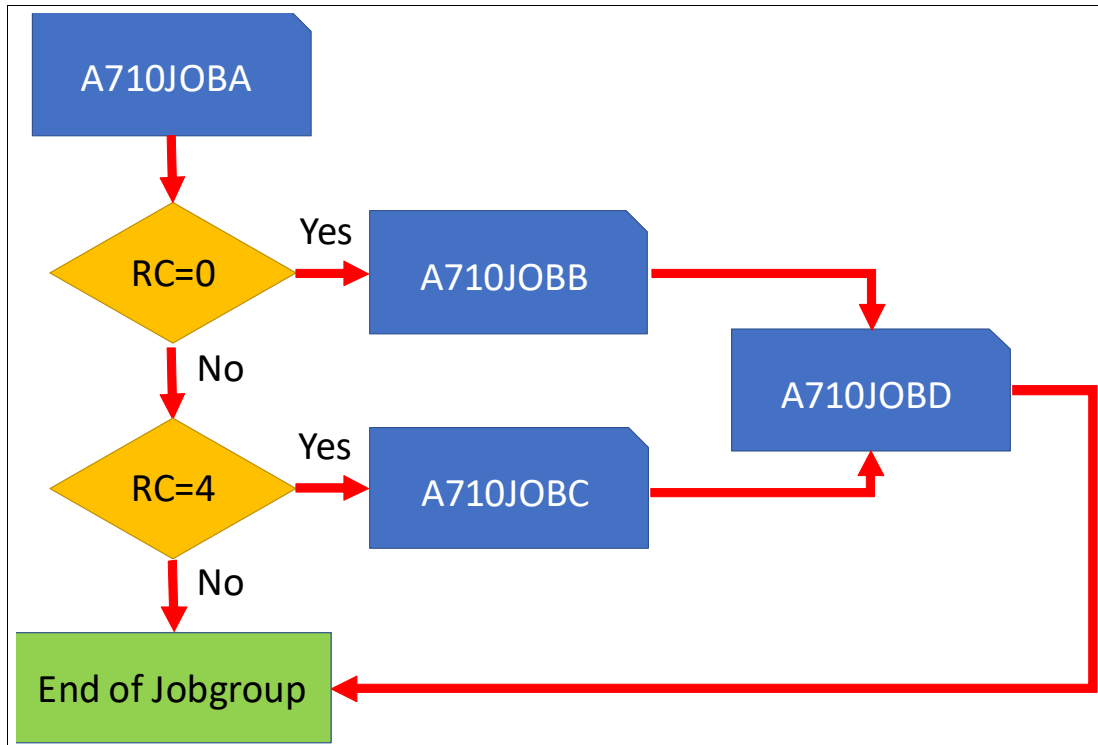 A710JOBA
Yes
RC=0
A710JOBB
No
A710JOBD
Yes
RC=4
A710JOBC
No
End of Jobgroup